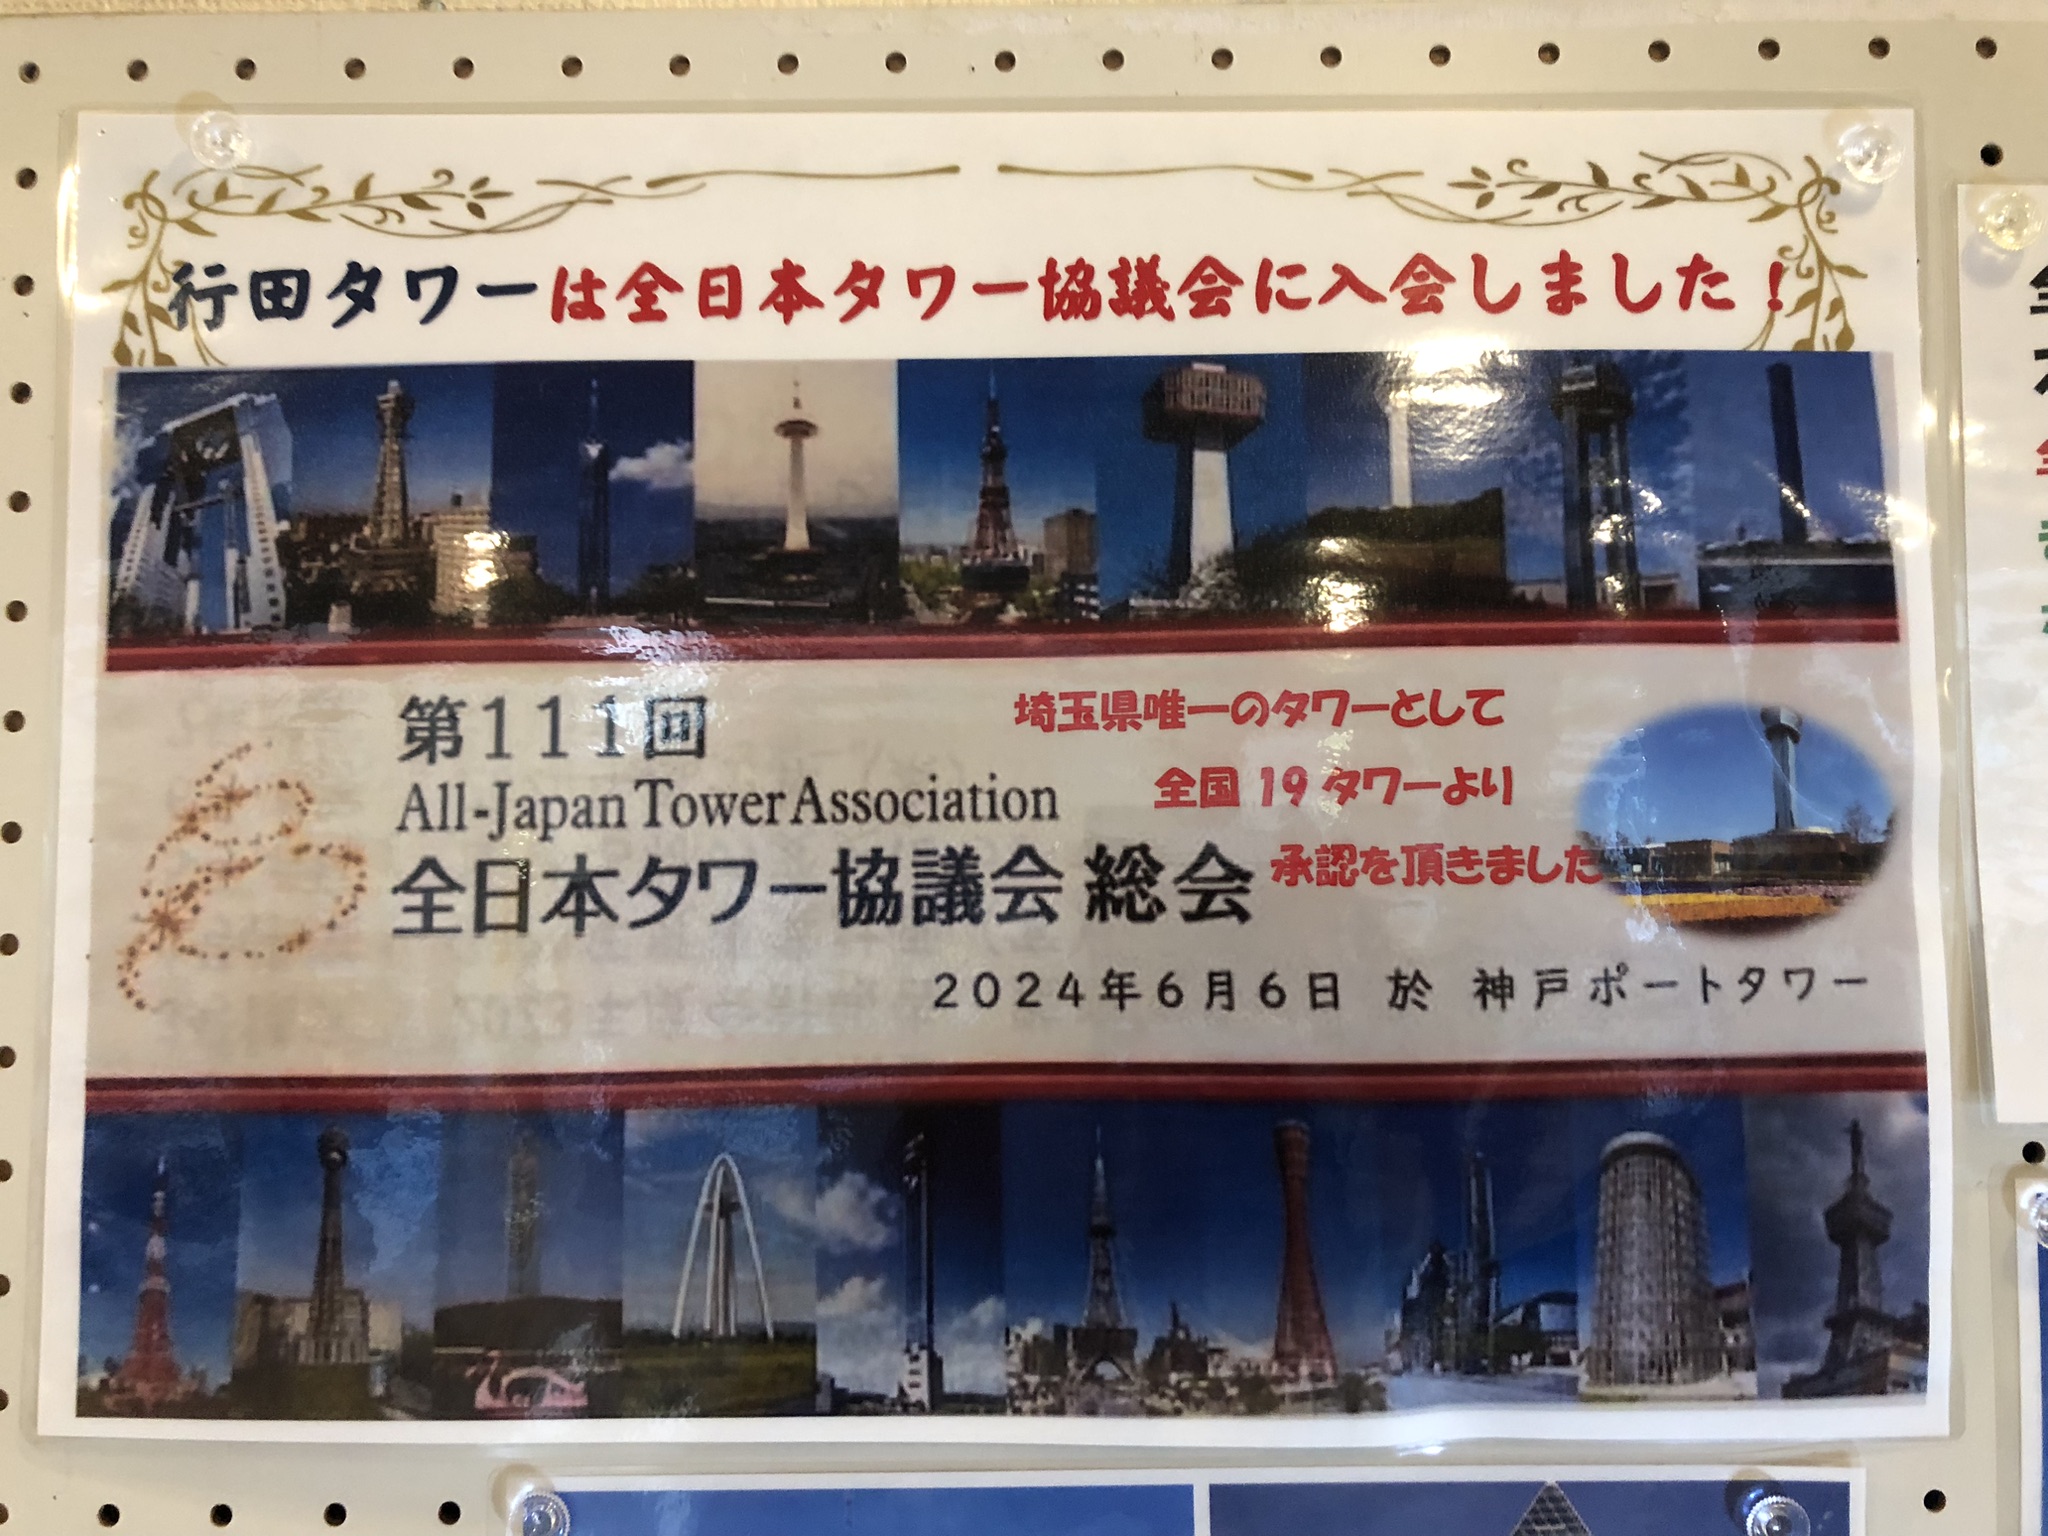 行田タワーは全日本タワー協議会に入会しました!
第111回
All-Japan Tower Association
全日本タワー協議会 総会
埼玉県唯一のタワーとして
全国19タワーより
承認を頂きました
2024年6月6日 於 神戸ポートタワー